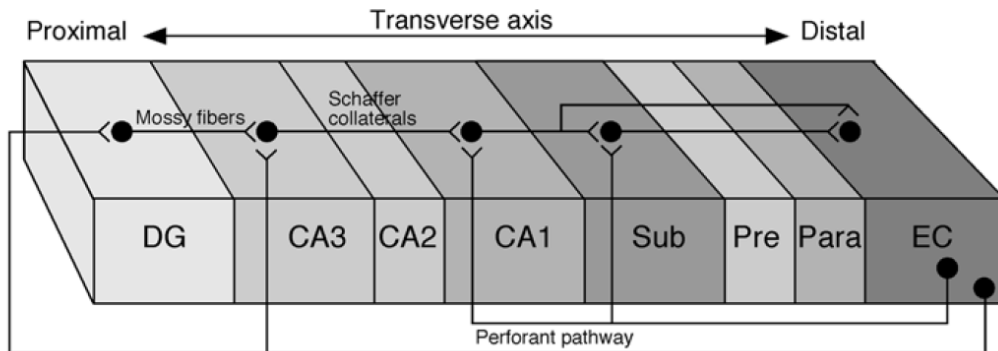 Transverse axis
Proximal
Distal
Mossy fibers
Schaffer
collaterals
DG
CA3
CA2
CA1
Sub
Pre
Para
EC
Perforant pathway